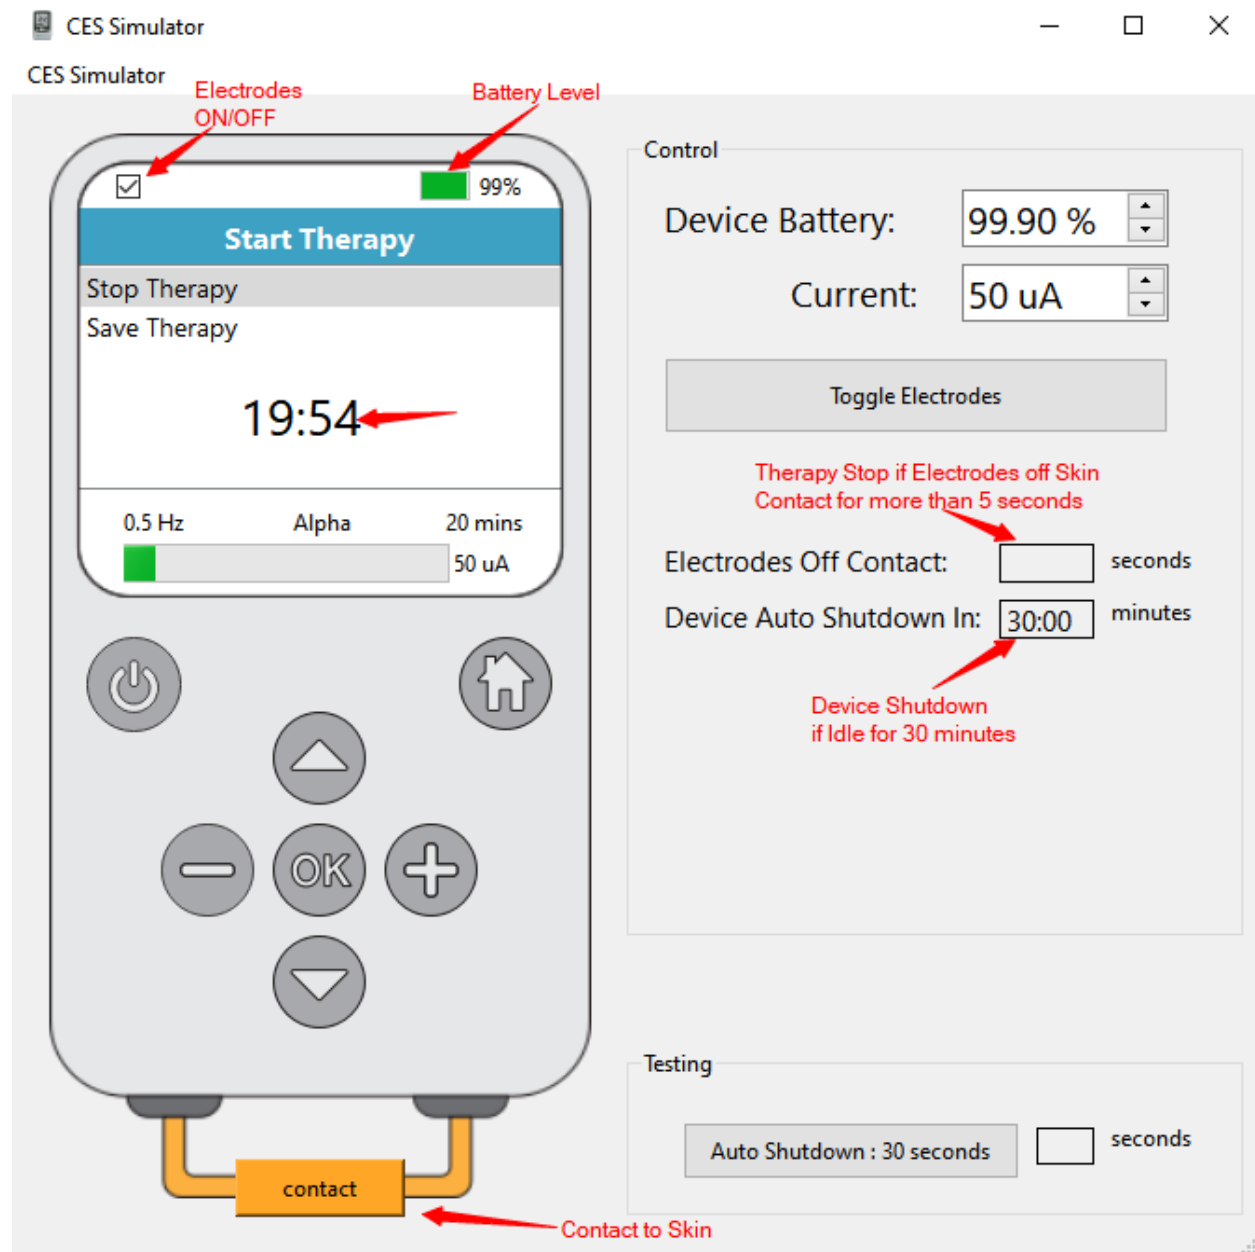 CES Simulator
CES Simulator
Electrodes
ON/OFF
Battery Level
99%
Start Therapy
Stop Therapy
Save Therapy
19:54
0.5 Hz Alpha 20 mins
50 uA
OK
contact
Contact to Skin
Control
Device Battery: 99.90 %
Current: 50 uA
Toggle Electrodes
Therapy Stop if Electrodes off Skin
Contact for more than 5 seconds
Electrodes Off Contact: seconds
Device Auto Shutdown In: 30:00 minutes
Device Shutdown
if Idle for 30 minutes
Testing
Auto Shutdown : 30 seconds seconds